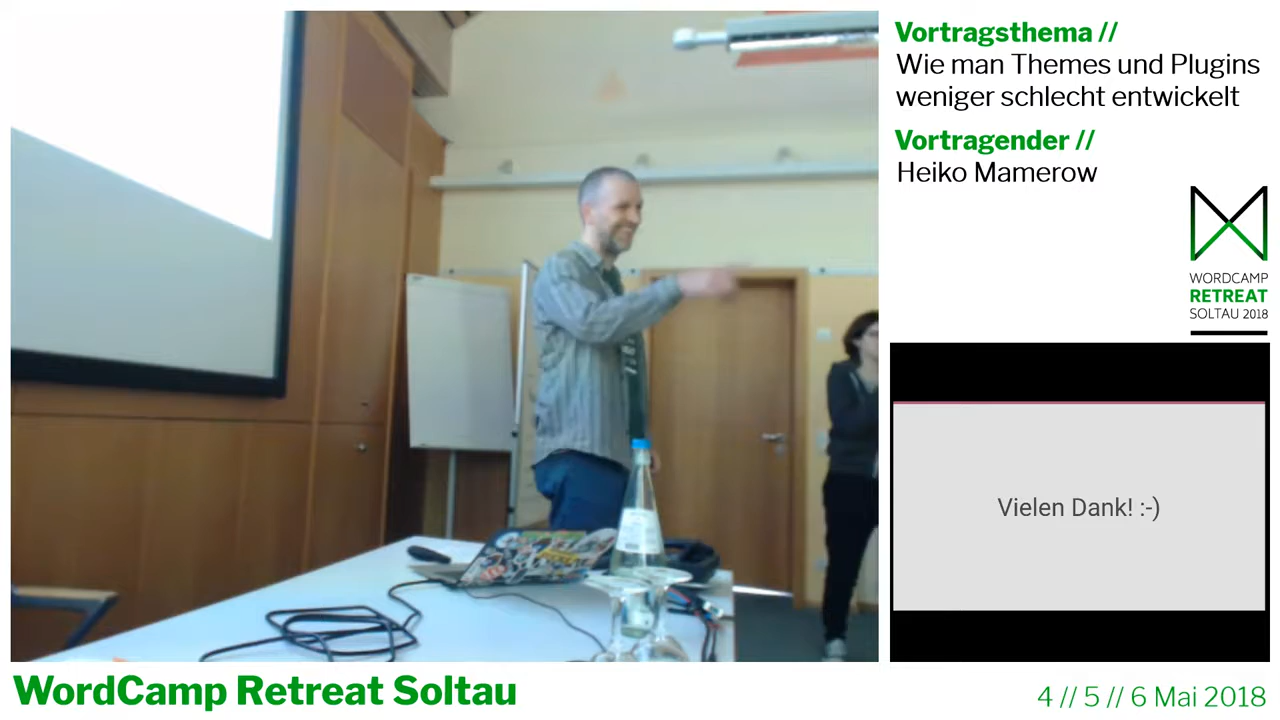 Vortragsthema //
Wie man Themes und Plugins
weniger schlecht entwickelt
Vortragender //
Heiko Mamerow
WORDCAMP
RETREAT
SOLTAU 2018
Vielen Dank! :-)
WordCamp Retreat Soltau
4 // 5 // 6 Mai 2018